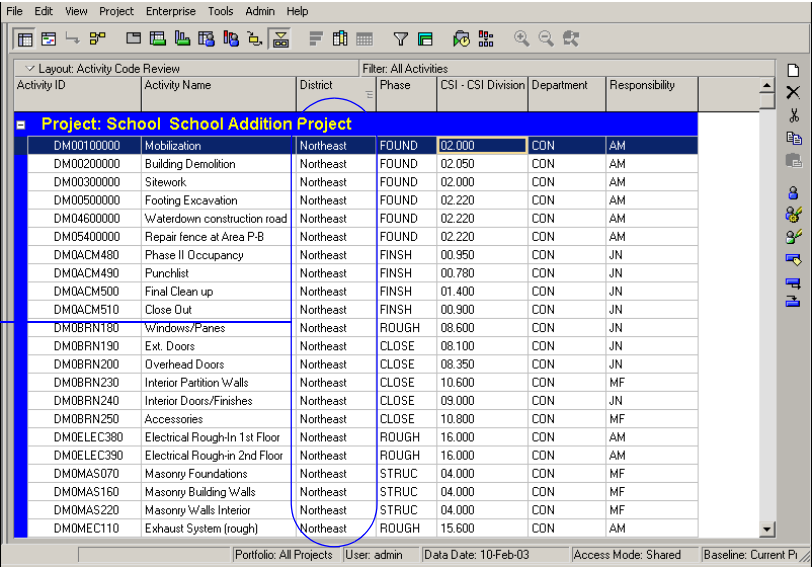 File Edit View Project Enterprise Tools Admin Help
Layout: Activity Code Review Filter: All Activities
Activity ID Activity Name District Phase CSI - CSI Division Department Responsibility
Project: School School Addition Project
DM00100000 Mobilization Northeast FOUND 02.000 CON AM
DM00200000 Building Demolition Northeast FOUND 02.050 CON AM
DM00300000 Sitework Northeast FOUND 02.000 CON AM
DM00500000 Footing Excavation Northeast FOUND 02.220 CON AM
DM04600000 Waterdown construction road Northeast FOUND 02.220 CON AM
DM05400000 Repair fence at Area P-B Northeast FOUND 02.220 CON AM
DM0ACM480 Phase II Occupancy Northeast FINSH 00.950 CON JN
DM0ACM490 Punchlist Northeast FINSH 00.780 CON JN
DM0ACM500 Final Clean up Northeast FINSH 01.400 CON JN
DM0ACM510 Close Out Northeast FINSH 00.900 CON JN
DM0BRN180 Windows/Panes Northeast ROUGH 08.600 CON JN
DM0BRN190 Ext. Doors Northeast CLOSE 08.100 CON JN
DM0BRN200 Overhead Doors Northeast CLOSE 08.350 CON JN
DM0BRN230 Interior Partition Walls Northeast CLOSE 10.600 CON MF
DM0BRN240 Interior Doors/Finishes Northeast CLOSE 09.000 CON JN
DM0BRN250 Accessories Northeast CLOSE 10.800 CON MF
DM0ELEC380 Electrical Rough-In 1st Floor Northeast ROUGH 16.000 CON AM
DM0ELEC390 Electrical Rough-in 2nd Floor Northeast ROUGH 16.000 CON AM
DM0MAS070 Masonry Foundations Northeast STRUC 04.000 CON MF
DM0MAS160 Masonry Building Walls Northeast STRUC 04.000 CON MF
DM0MAS220 Masonry Walls Interior Northeast STRUC 04.000 CON MF
DM0MEC110 Exhaust System (rough) Northeast ROUGH 15.600 CON AM
Portfolio: All Projects User: admin Data Date: 10-Feb-03 Access Mode: Shared Baseline: Current